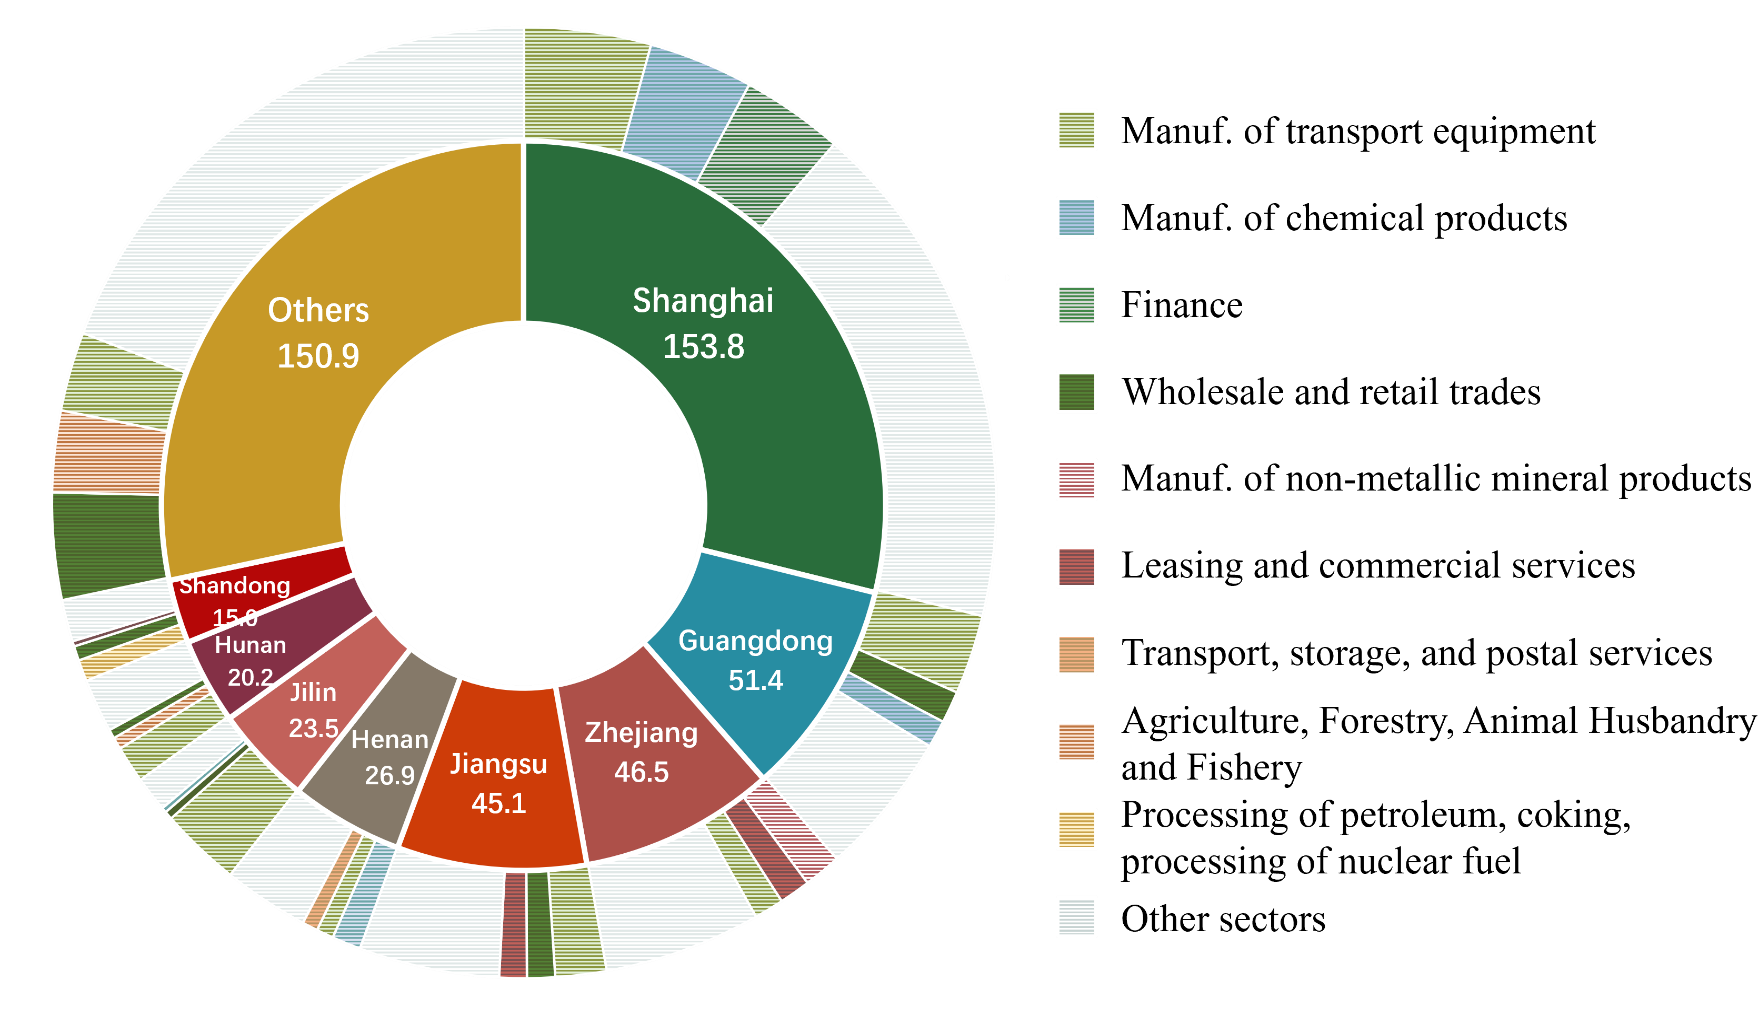 Others
150.9
Shanghai
153.8
Guangdong
51.4
Zhejiang
46.5
Jiangsu
45.1
Henan
26.9
Jilin
23.5
Hunan
20.2
Shandong
15.0
Manuf. of transport equipment
Manuf. of chemical products
Finance
Wholesale and retail trades
Manuf. of non-metallic mineral products
Leasing and commercial services
Transport, storage, and postal services
Agriculture, Forestry, Animal Husbandry
and Fishery
Processing of petroleum, coking,
processing of nuclear fuel
Other sectors